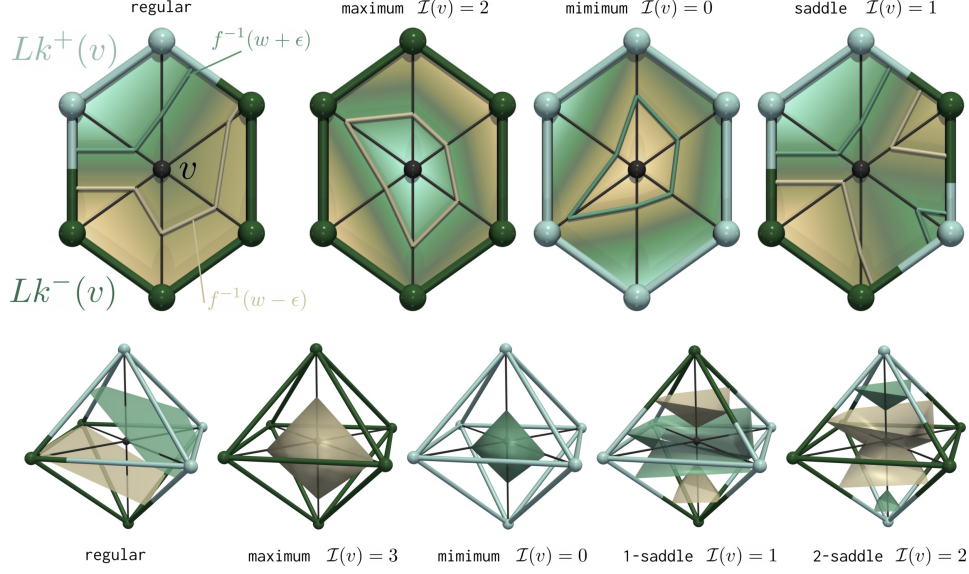 regular
maximum I(v) = 2
mimimum I(v) = 0
saddle I(v) = 1
Lk⁺(v)
f⁻¹(w + ϵ)
v
Lk⁻(v)
f⁻¹(w − ϵ)
regular
maximum I(v) = 3
mimimum I(v) = 0
1-saddle I(v) = 1
2-saddle I(v) = 2